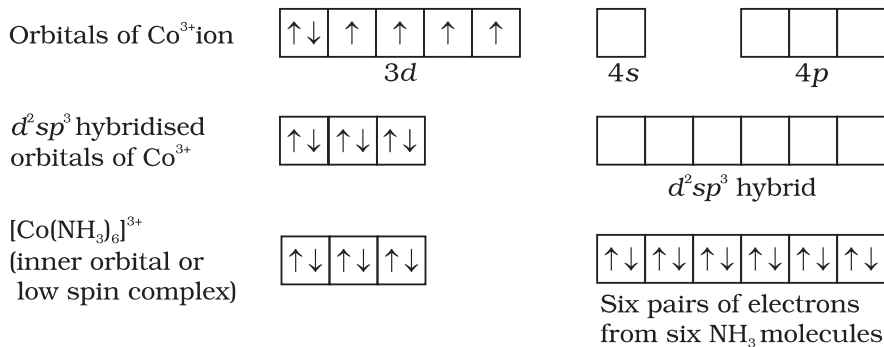 Orbitals of Co³⁺ion
↑↓ ↑ ↑ ↑ ↑
3d 4s 4p
d²sp³ hybridised
orbitals of Co³⁺
↑↓ ↑↓ ↑↓
d²sp³ hybrid
[Co(NH₃)₆]³⁺
(inner orbital or
low spin complex)
↑↓ ↑↓ ↑↓ ↑↓ ↑↓ ↑↓ ↑↓ ↑↓ ↑↓
Six pairs of electrons
from six NH₃ molecules